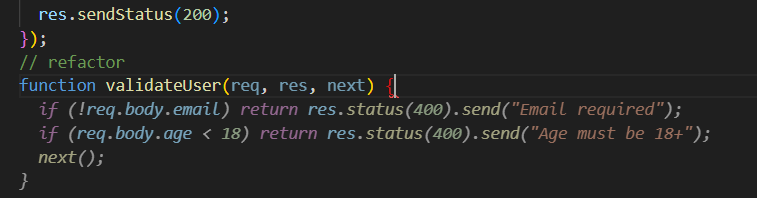 res.sendStatus(200);
});
// refactor
function validateUser(req, res, next) {
if (!req.body.email) return res.status(400).send("Email required");
if (req.body.age < 18) return res.status(400).send("Age must be 18+");
next();
}